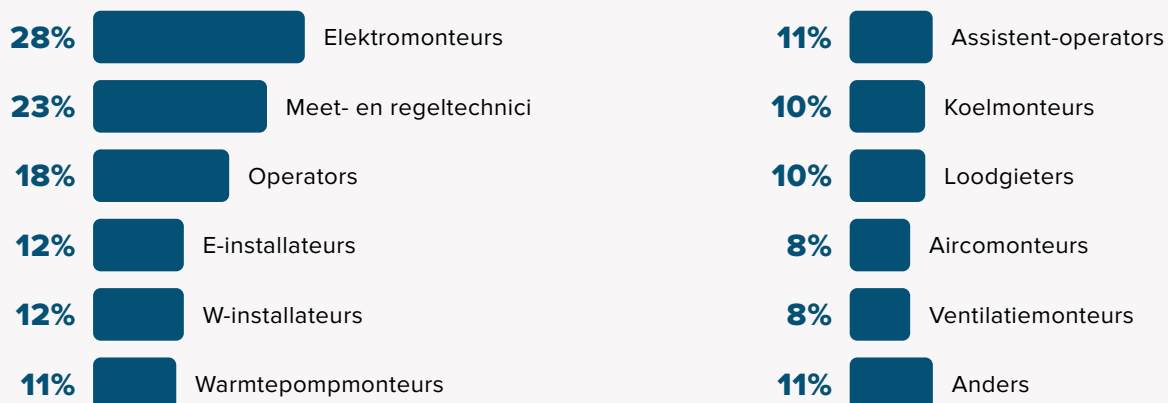 28% Elektromonteurs
23% Meet- en regeltechnici
18% Operators
12% E-installateurs
12% W-installateurs
11% Warmtepompmonteurs
11% Assistent-operators
10% Koelmonteurs
10% Loodgieters
8% Aircomonteurs
8% Ventilatiemonteurs
11% Anders